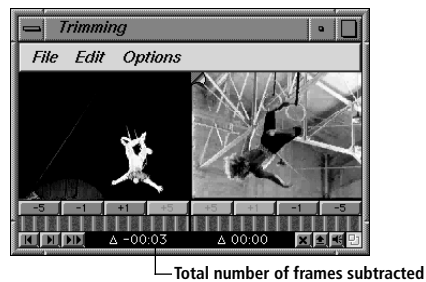 Trimming
File Edit Options
-5 -1 +1 +5 +5 +1 -1 -5
Δ -00:03 Δ 00:00
Total number of frames subtracted